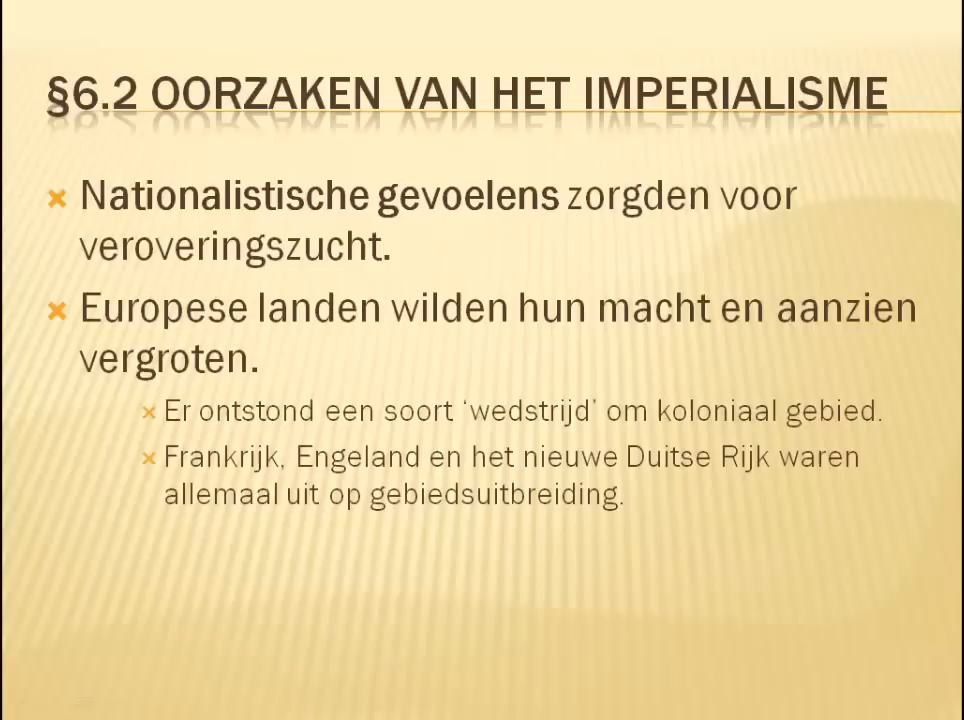 §6.2 OORZAKEN VAN HET IMPERIALISME
Nationalistische gevoelens zorgden voor
veroveringszucht.
Europese landen wilden hun macht en aanzien
vergroten.
Er ontstond een soort ‘wedstrijd’ om koloniaal gebied.
Frankrijk, Engeland en het nieuwe Duitse Rijk waren
allemaal uit op gebiedsuitbreiding.